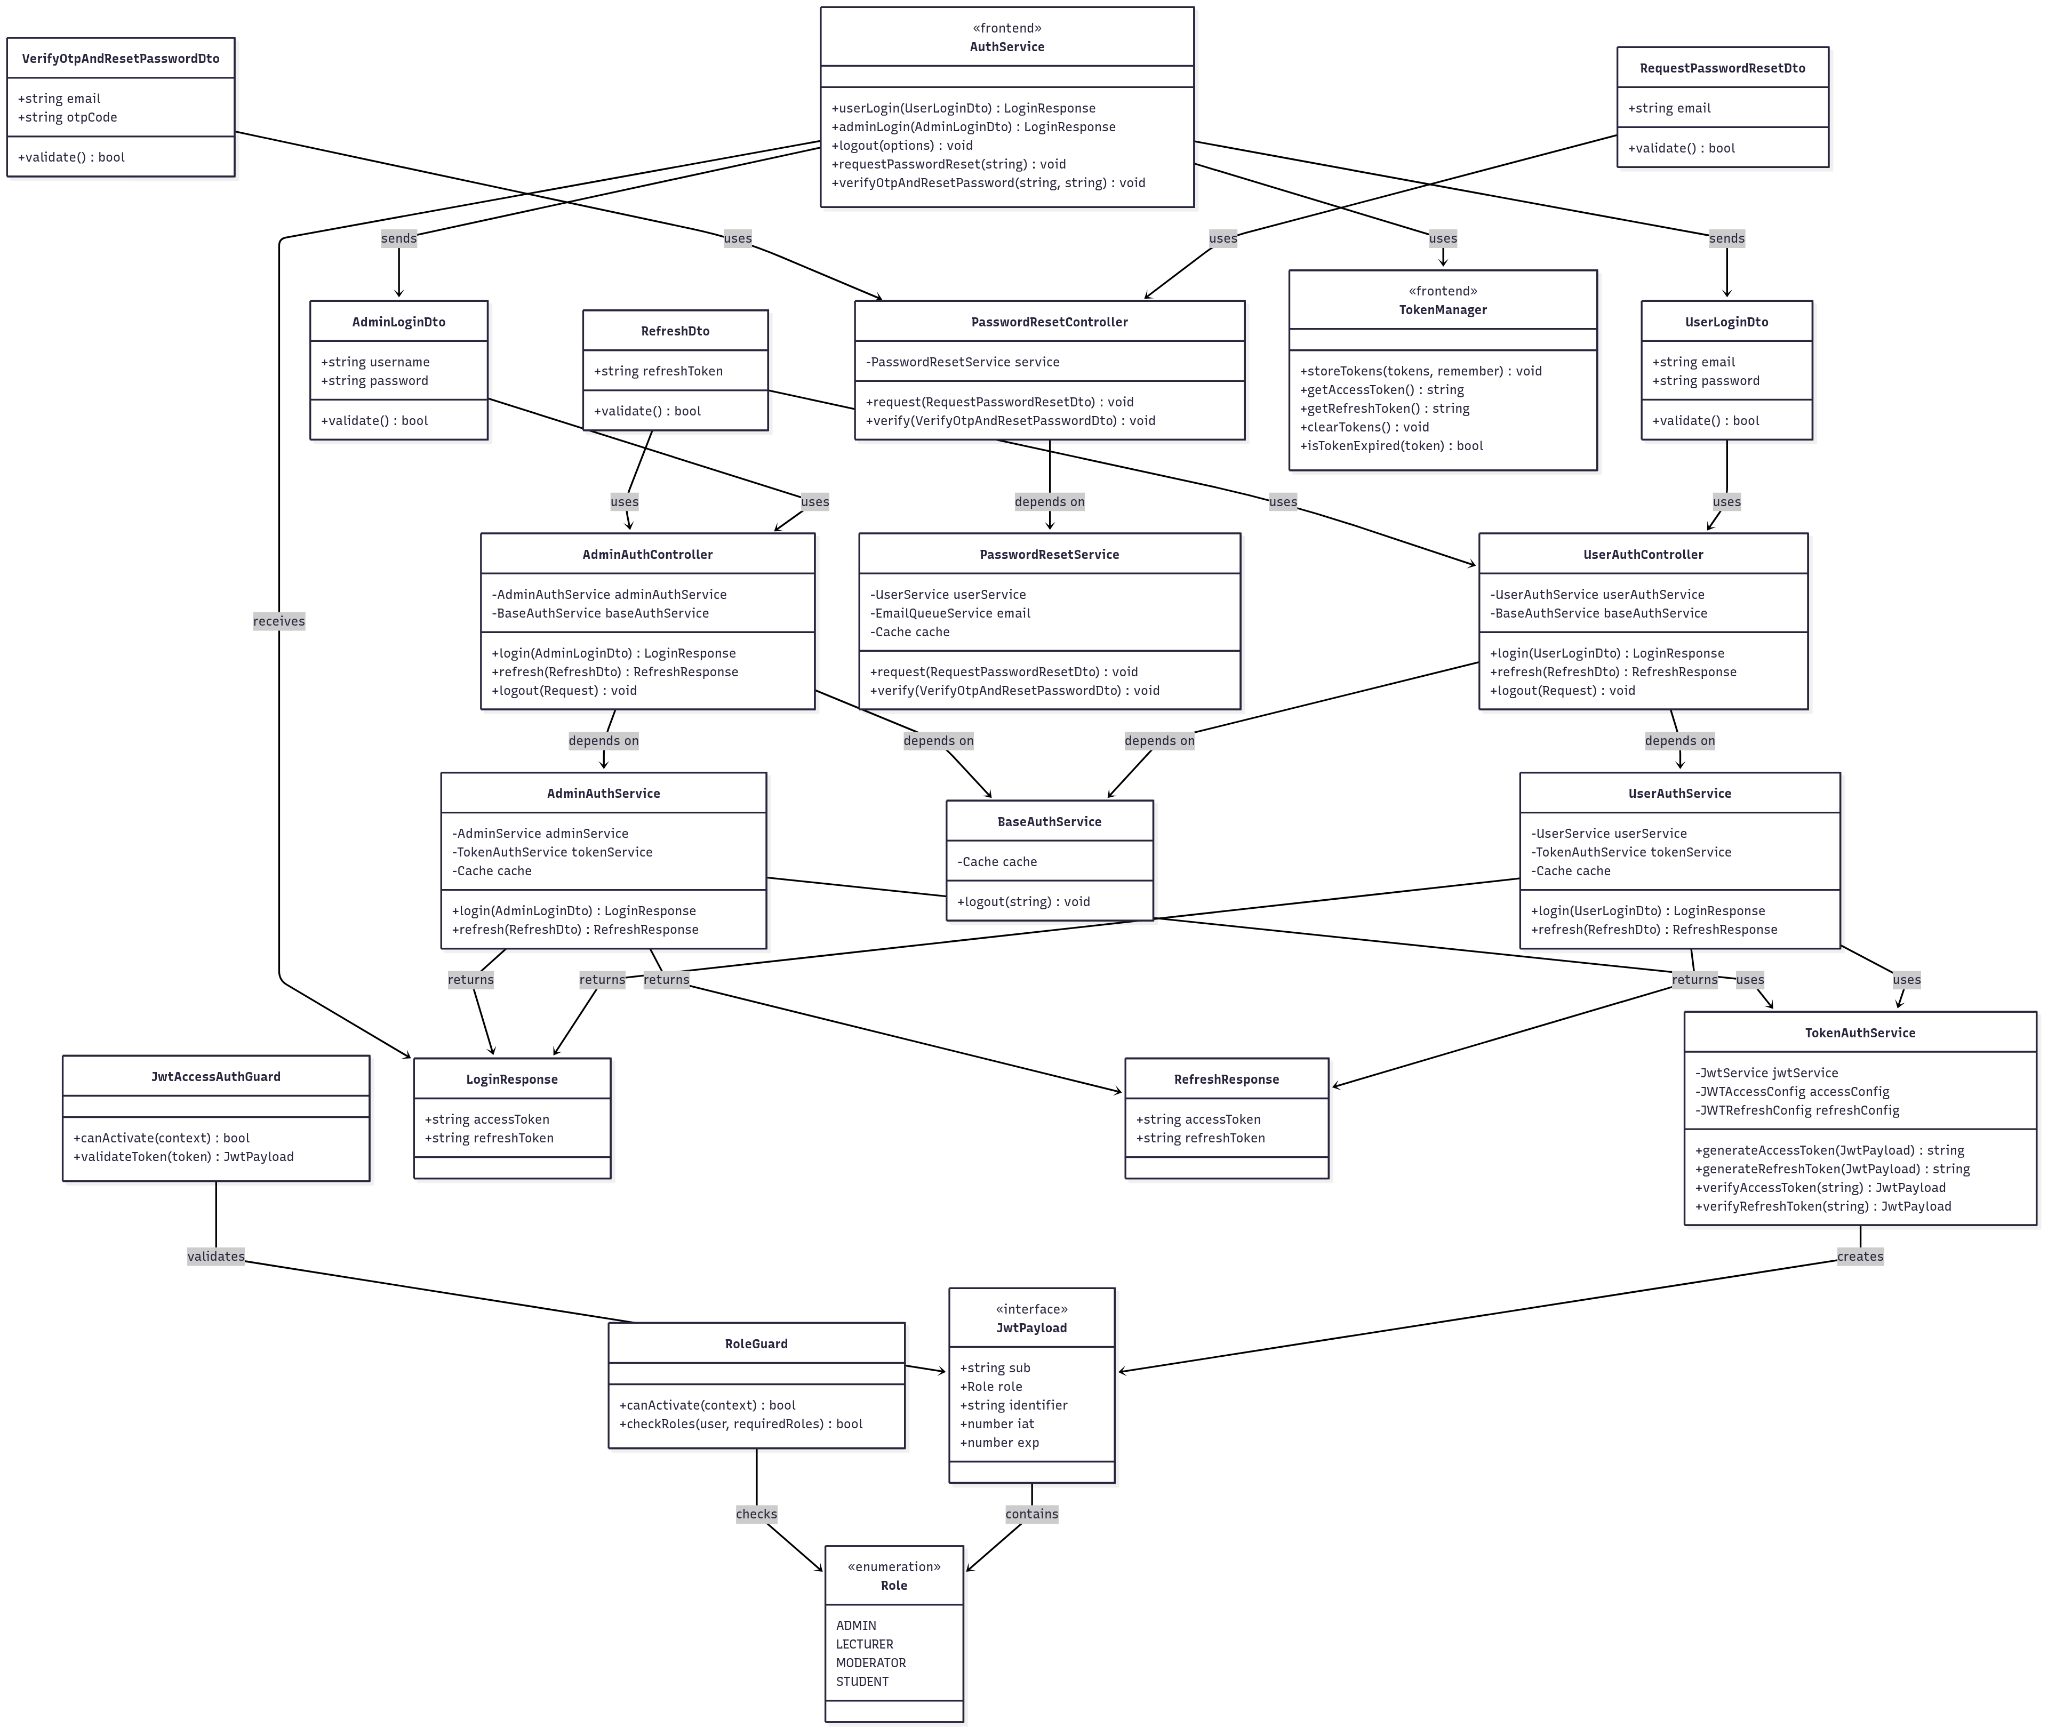 VerifyOtpAndResetPasswordDto
+string email
+string otpCode
+validate() : bool
«frontend»
AuthService
+userLogin(UserLoginDto) : LoginResponse
+adminLogin(AdminLoginDto) : LoginResponse
+logout(options) : void
+requestPasswordReset(string) : void
+verifyOtpAndResetPassword(string, string) : void
RequestPasswordResetDto
+string email
+validate() : bool
sends
uses
uses
uses
sends
AdminLoginDto
+string username
+string password
+validate() : bool
RefreshDto
+string refreshToken
+validate() : bool
PasswordResetController
-PasswordResetService service
+request(RequestPasswordResetDto) : void
+verify(VerifyOtpAndResetPasswordDto) : void
«frontend»
TokenManager
+storeTokens(tokens, remember) : void
+getAccessToken() : string
+getRefreshToken() : string
+clearTokens() : void
+isTokenExpired(token) : bool
UserLoginDto
+string email
+string password
+validate() : bool
uses
uses
depends on
uses
uses
receives
AdminAuthController
-AdminAuthService adminAuthService
-BaseAuthService baseAuthService
+login(AdminLoginDto) : LoginResponse
+refresh(RefreshDto) : RefreshResponse
+logout(Request) : void
PasswordResetService
-UserService userService
-EmailQueueService email
-Cache cache
+request(RequestPasswordResetDto) : void
+verify(VerifyOtpAndResetPasswordDto) : void
UserAuthController
-UserAuthService userAuthService
-BaseAuthService baseAuthService
+login(UserLoginDto) : LoginResponse
+refresh(RefreshDto) : RefreshResponse
+logout(Request) : void
depends on
depends on
depends on
depends on
AdminAuthService
-AdminService adminService
-TokenAuthService tokenService
-Cache cache
+login(AdminLoginDto) : LoginResponse
+refresh(RefreshDto) : RefreshResponse
BaseAuthService
-Cache cache
+logout(string) : void
UserAuthService
-UserService userService
-TokenAuthService tokenService
-Cache cache
+login(UserLoginDto) : LoginResponse
+refresh(RefreshDto) : RefreshResponse
returns
returns
returns
returns
uses
uses
JwtAccessAuthGuard
+canActivate(context) : bool
+validateToken(token) : JwtPayload
LoginResponse
+string accessToken
+string refreshToken
RefreshResponse
+string accessToken
+string refreshToken
TokenAuthService
-JwtService jwtService
-JWTAccessConfig accessConfig
-JWTRefreshConfig refreshConfig
+generateAccessToken(JwtPayload) : string
+generateRefreshToken(JwtPayload) : string
+verifyAccessToken(string) : JwtPayload
+verifyRefreshToken(string) : JwtPayload
validates
creates
RoleGuard
+canActivate(context) : bool
+checkRoles(user, requiredRoles) : bool
«interface»
JwtPayload
+string sub
+Role role
+string identifier
+number iat
+number exp
checks
contains
«enumeration»
Role
ADMIN
LECTURER
MODERATOR
STUDENT